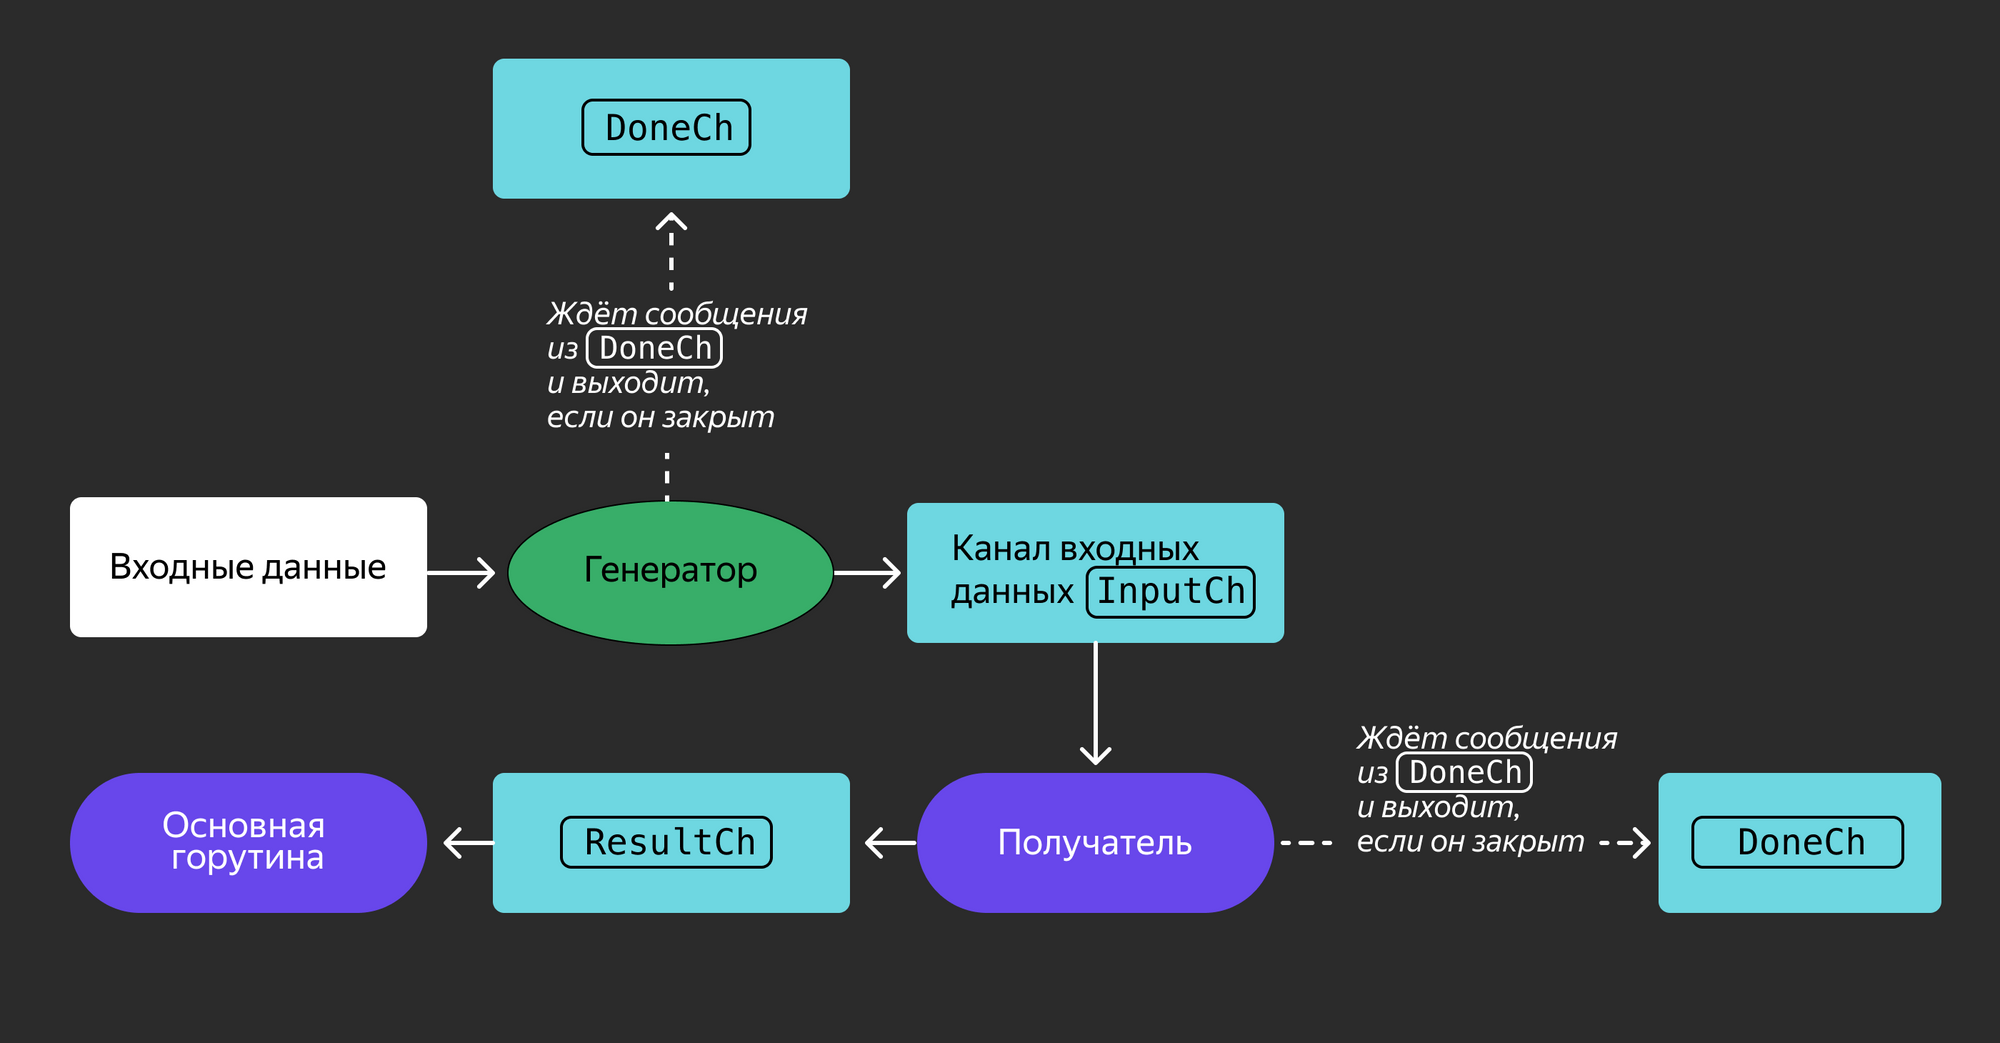 DoneCh
Ждёт сообщения
из DoneCh
и выходит,
если он закрыт
Входные данные
Генератор
Канал входных
данных InputCh
Основная
горутина
ResultCh
Получатель
Ждёт сообщения
из DoneCh
и выходит,
если он закрыт
DoneCh